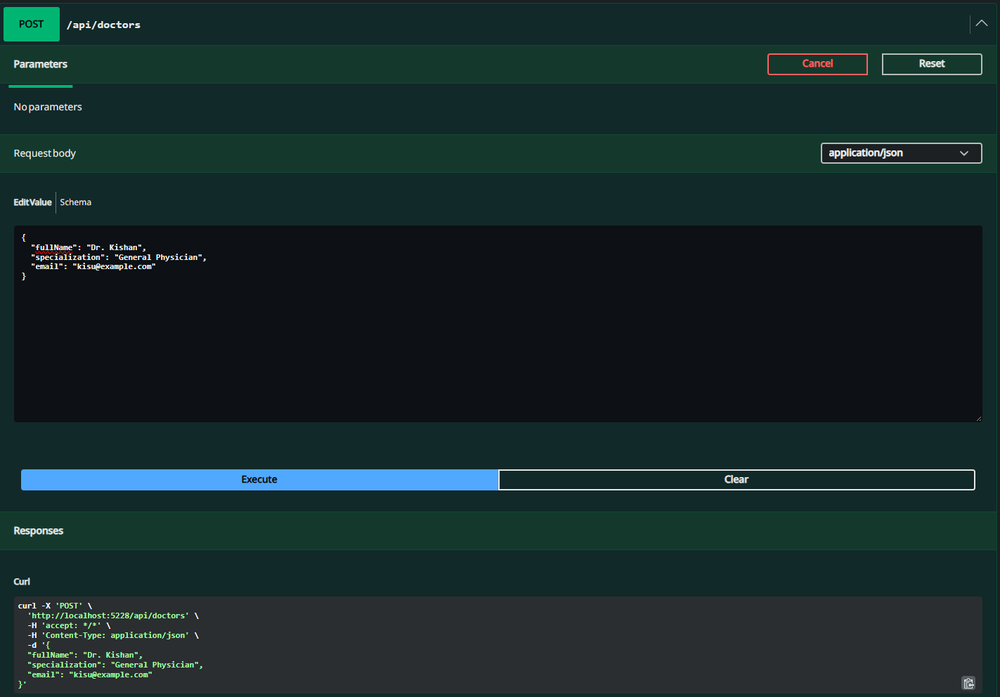 POST /api/doctors
Parameters Cancel Reset
No parameters
Request body application/json
Edit Value Schema
{
  "fullName": "Dr. Kishan",
  "specialization": "General Physician",
  "email": "kisu@example.com"
}
Execute Clear
Responses
Curl
curl -X 'POST' \
  'http://localhost:5228/api/doctors' \
  -H 'accept: */*' \
  -H 'Content-Type: application/json' \
  -d '{
  "fullName": "Dr. Kishan",
  "specialization": "General Physician",
  "email": "kisu@example.com"
}'